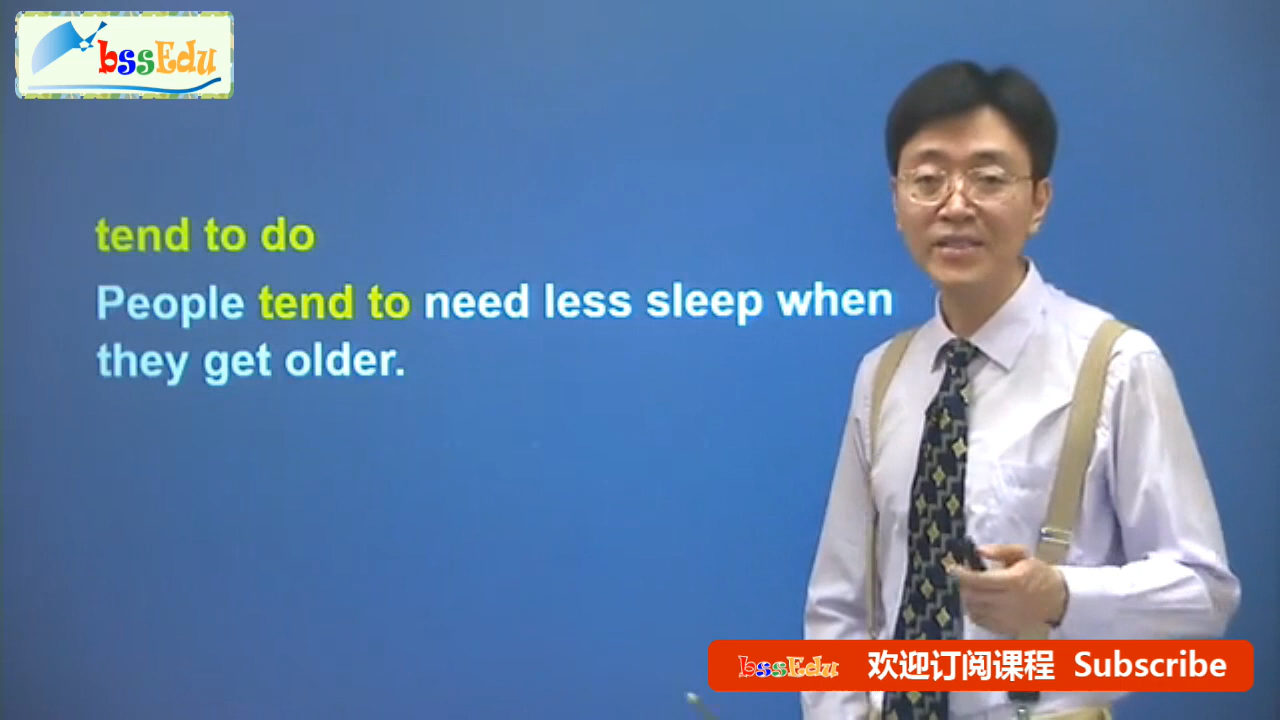 bssEdu
tend to do
People tend to need less sleep when
they get older.
bssEdu 欢迎订阅课程 Subscribe